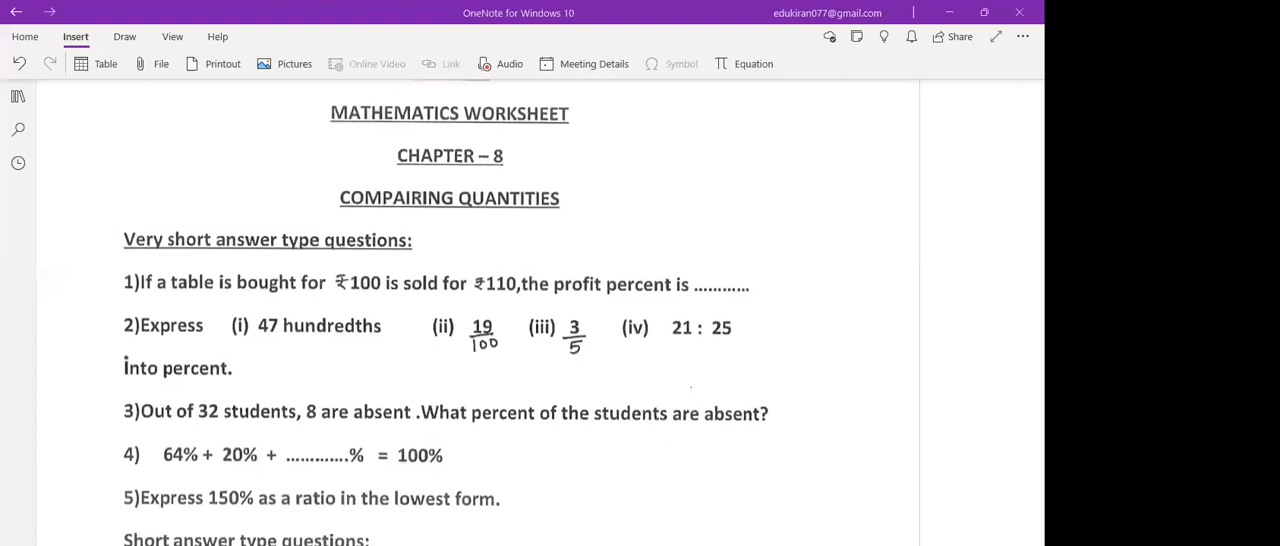 OneNote for Windows 10
edukiran077@gmail.com
Home Insert Draw View Help
Share
Table File Printout Pictures Online Video Link Audio Meeting Details Symbol Equation
MATHEMATICS WORKSHEET
CHAPTER – 8
COMPAIRING QUANTITIES
Very short answer type questions:
1)If a table is bought for ₹100 is sold for ₹110,the profit percent is ............
2)Express (i) 47 hundredths (ii) 19/100 (iii) 3/5 (iv) 21 : 25
into percent.
3)Out of 32 students, 8 are absent .What percent of the students are absent?
4) 64% + 20% + .............% = 100%
5)Express 150% as a ratio in the lowest form.
Short answer type questions: